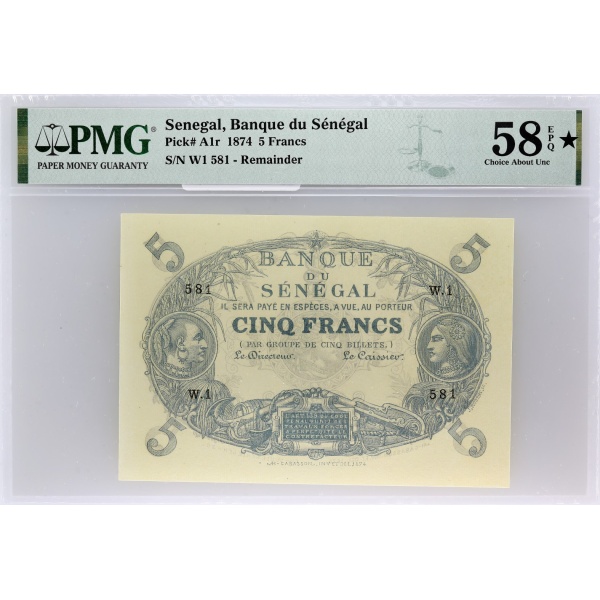 PMG®
PAPER MONEY GUARANTY
Senegal, Banque du Sénégal
Pick# A1r 1874 5 Francs
S/N W1 581 - Remainder
58 EPQ ★
Choice About Unc
5 5
BANQUE
DU
SÉNÉGAL
581 W.1
IL SERA PAYÉ EN ESPÈCES, A VUE, AU PORTEUR
CINQ FRANCS
(PAR GROUPE DE CINQ BILLETS.)
Le Directeur. Le Caissier.
W.1 581
5 5